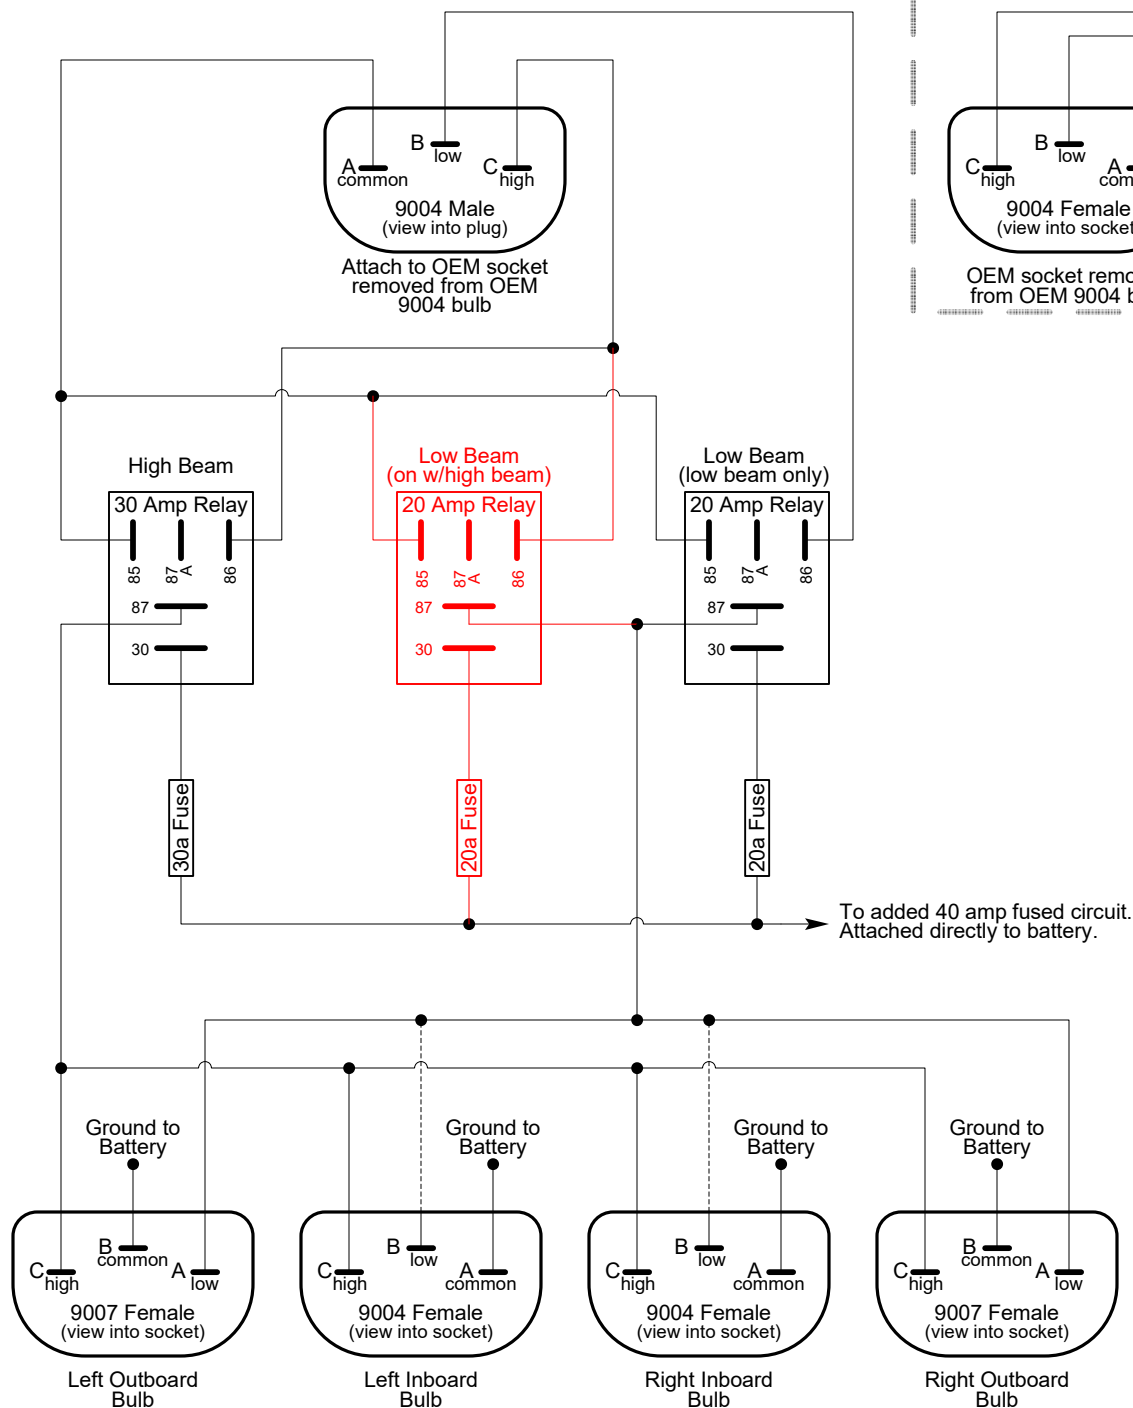 B
low
A
common
C
high
9004 Male
(view into plug)
Attach to OEM socket
removed from OEM
9004 bulb
C
high
B
low
A
9004 Female
(view into socket
OEM socket
from OEM 9004
High Beam
30 Amp Relay
85
87
A
86
87
30
Low Beam
(on w/high beam)
20 Amp Relay
85
87
A
86
87
30
Low Beam
(low beam only)
20 Amp Relay
85
87
A
86
87
30
30a Fuse
20a Fuse
20a Fuse
To added 40 amp fused circuit.
Attached directly to battery.
Ground to
Battery
Ground to
Battery
Ground to
Battery
Ground to
Battery
C
high
B
common
A
low
9007 Female
(view into socket)
Left Outboard
Bulb
C
high
B
low
A
common
9004 Female
(view into socket)
Left Inboard
Bulb
C
high
B
low
A
common
9004 Female
(view into socket)
Right Inboard
Bulb
C
high
B
common
A
low
9007 Female
(view into socket)
Right Outboard
Bulb